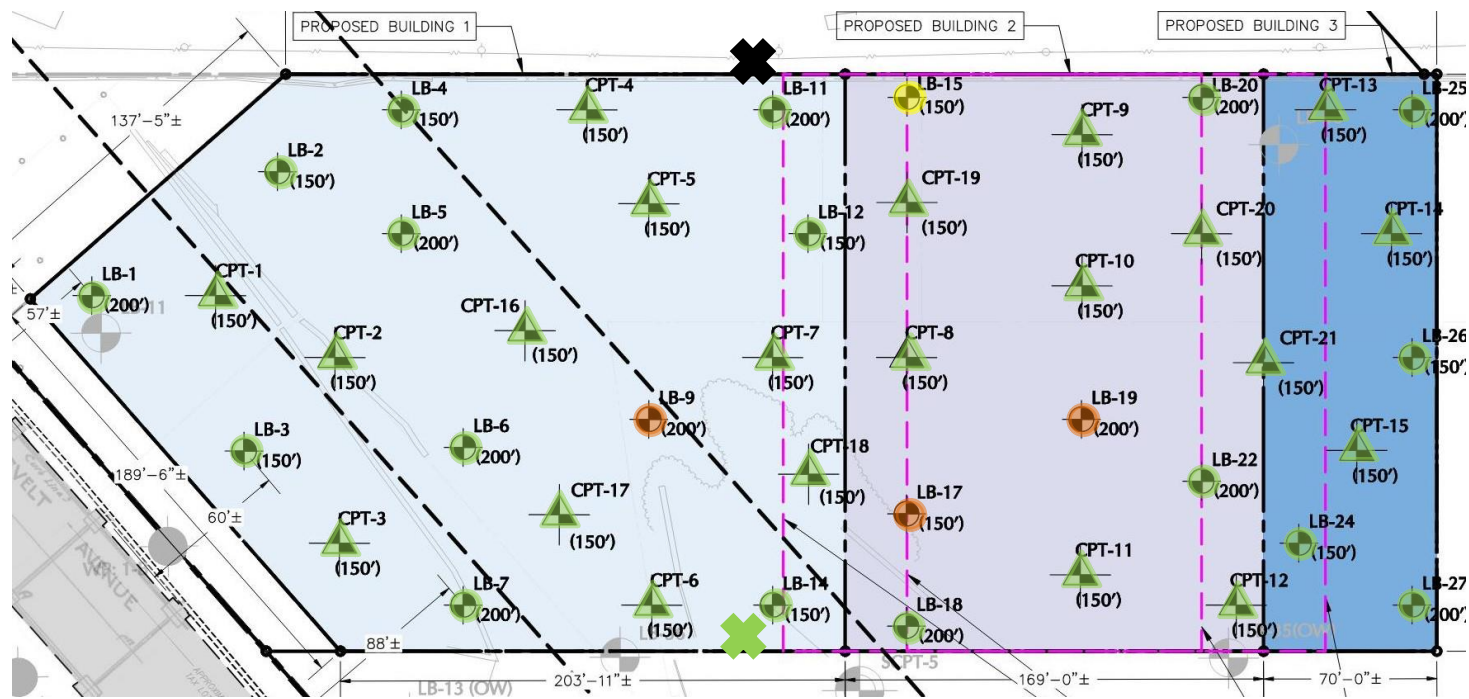 PROPOSED BUILDING 1
PROPOSED BUILDING 2
PROPOSED BUILDING 3
137'-5"±
LB-4
(150')
CPT-4
(150')
LB-11
(200')
LB-15
(150')
CPT-9
(150')
LB-20
(200')
CPT-13
(150')
LB-25
(200')
LB-2
(150')
LB-5
(200')
CPT-5
(150')
LB-12
(150')
CPT-19
(150')
CPT-20
(150')
CPT-14
(150')
LB-1
(200')
CPT-1
(150')
57'±
CPT-2
(150')
CPT-16
(150')
CPT-7
(150')
CPT-8
(150')
CPT-10
(150')
CPT-21
(150')
LB-26
(150')
LB-3
(150')
LB-6
(200')
LB-9
(200')
CPT-18
(150')
LB-19
(200')
CPT-15
(150')
189'-6"±
60'±
CPT-3
(150')
CPT-17
(150')
LB-17
(150')
LB-22
(200')
LB-24
(150')
AVENUE
LB-7
(200')
CPT-6
(150')
LB-14
(150')
LB-18
(200')
CPT-11
(150')
CPT-12
(150')
LB-27
(200')
88'±
SCPT-5
LB-13 (OW)
203'-11"±
169'-0"±
70'-0"±